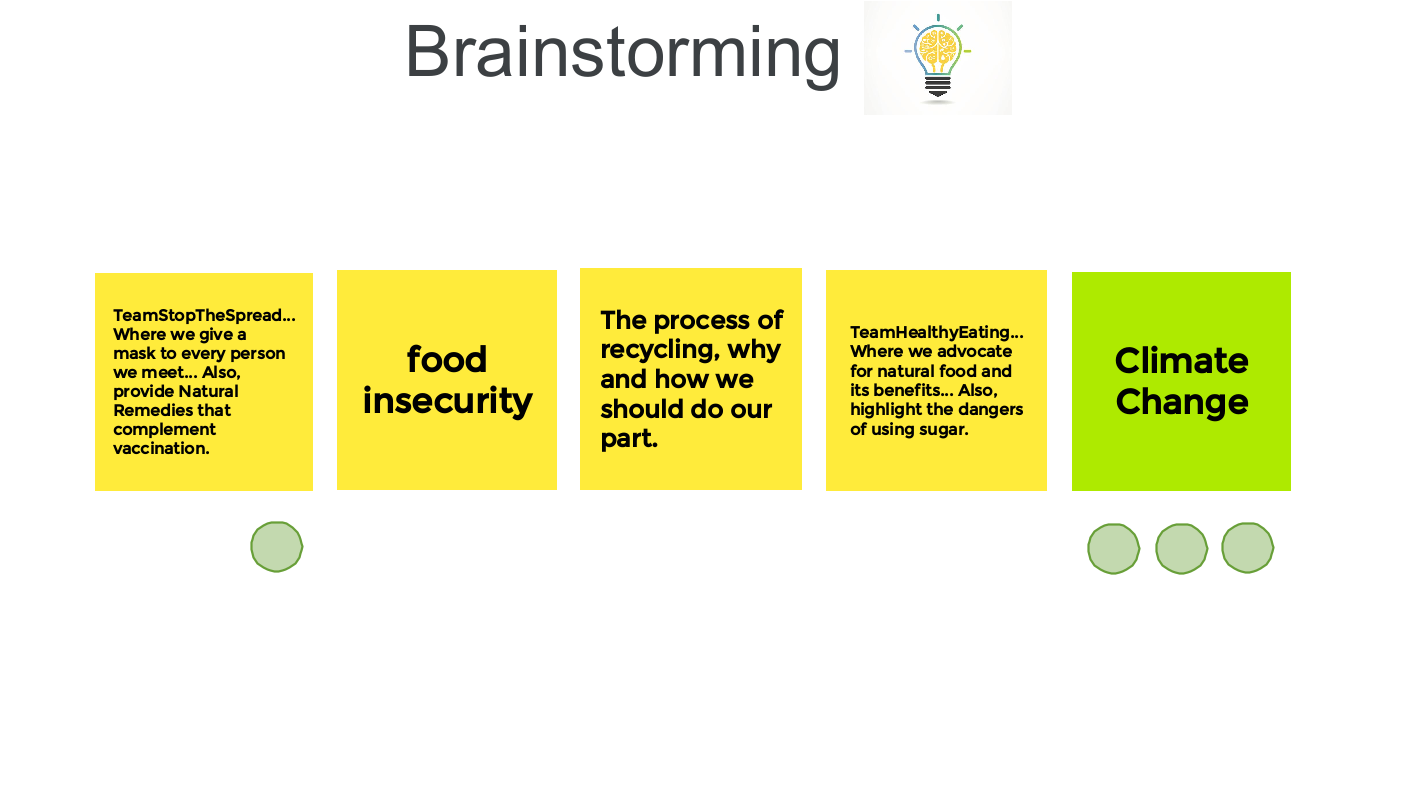 Brainstorming
TeamStopTheSpread...
Where we give a
mask to every person
we meet... Also,
provide Natural
Remedies that
complement
vaccination.
food
insecurity
The process of
recycling, why
and how we
should do our
part.
TeamHealthyEating...
Where we advocate
for natural food and
its benefits... Also,
highlight the dangers
of using sugar.
Climate
Change